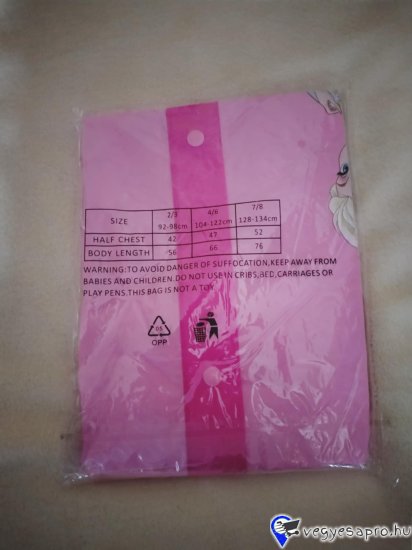 SIZE 2/3 92-98cm 4/6 104-122cm 7/8 128-134cm
HALF CHEST 42 47 52
BODY LENGTH 56 66 76
WARNING:TO AVOID DANGER OF SUFFOCATION,KEEP AWAY FROM
BABIES AND CHILDREN.DO NOT USE IN CRIBS,BED,CARRIAGES OR
PLAY PENS.THIS BAG IS NOT A TOY.
05
OPP
vegyesapro.hu